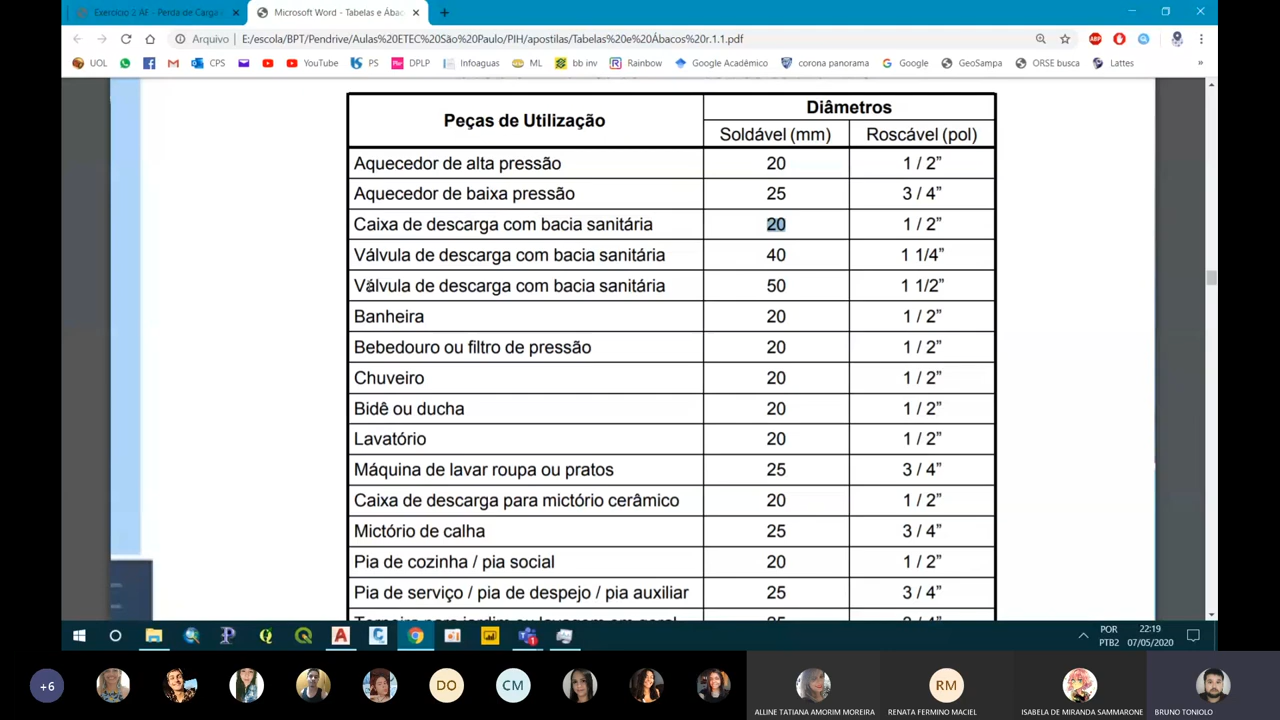 Exercício 2 AF - Perda de Carga
Microsoft Word - Tabelas e Ábac
Arquivo | E:/escola/BPT/Pendrive/Aulas%20ETEC%20São%20Paulo/PIH/apostilas/Tabelas%20e%20Ábacos%20r.1.1.pdf
UOL CPS YouTube PS DPLP Infoaguas ML bb inv Rainbow Google Acadêmico corona panorama Google GeoSampa ORSE busca Lattes »
Peças de Utilização Diâmetros
Soldável (mm) Roscável (pol)
Aquecedor de alta pressão 20 1 / 2”
Aquecedor de baixa pressão 25 3 / 4”
Caixa de descarga com bacia sanitária 20 1 / 2”
Válvula de descarga com bacia sanitária 40 1 1/4”
Válvula de descarga com bacia sanitária 50 1 1/2”
Banheira 20 1 / 2”
Bebedouro ou filtro de pressão 20 1 / 2”
Chuveiro 20 1 / 2”
Bidê ou ducha 20 1 / 2”
Lavatório 20 1 / 2”
Máquina de lavar roupa ou pratos 25 3 / 4”
Caixa de descarga para mictório cerâmico 20 1 / 2”
Mictório de calha 25 3 / 4”
Pia de cozinha / pia social 20 1 / 2”
Pia de serviço / pia de despejo / pia auxiliar 25 3 / 4”
Torneira para jardim ou lavagem em geral 25 3 / 4”
POR 22:19
PTB2 07/05/2020
+6 DO CM RM
ALLINE TATIANA AMORIM MOREIRA RENATA FERMINO MACIEL ISABELA DE MIRANDA SAMMARONE BRUNO TONIOLO